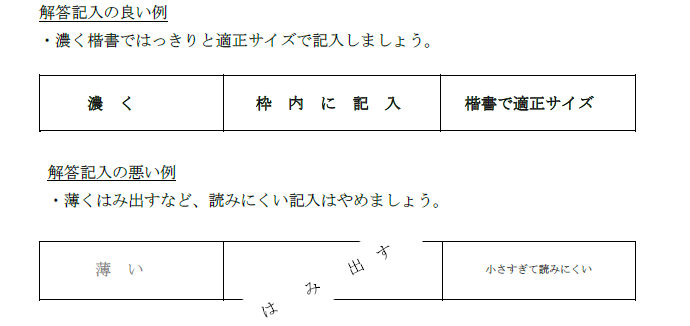 解答記入の良い例
・濃く楷書ではっきりと適正サイズで記入しましょう。
濃　く　枠　内　に　記　入　楷書で適正サイズ
解答記入の悪い例
・薄くはみ出すなど、読みにくい記入はやめましょう。
薄　い　は　み　出　す　小さすぎて読みにくい